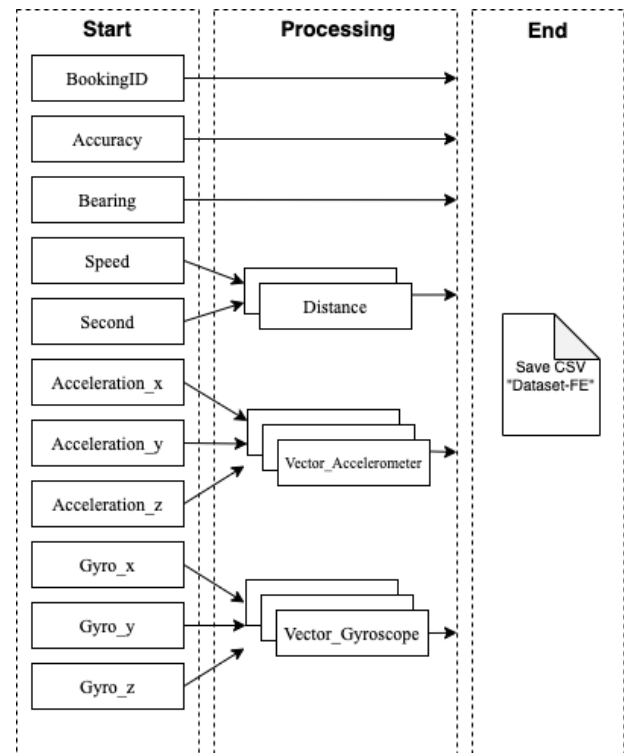 Start
Processing
End
BookingID
Accuracy
Bearing
Speed
Second
Distance
Acceleration_x
Acceleration_y
Acceleration_z
Vector_Accelerometer
Gyro_x
Gyro_y
Gyro_z
Vector_Gyroscope
Save CSV
"Dataset-FE"